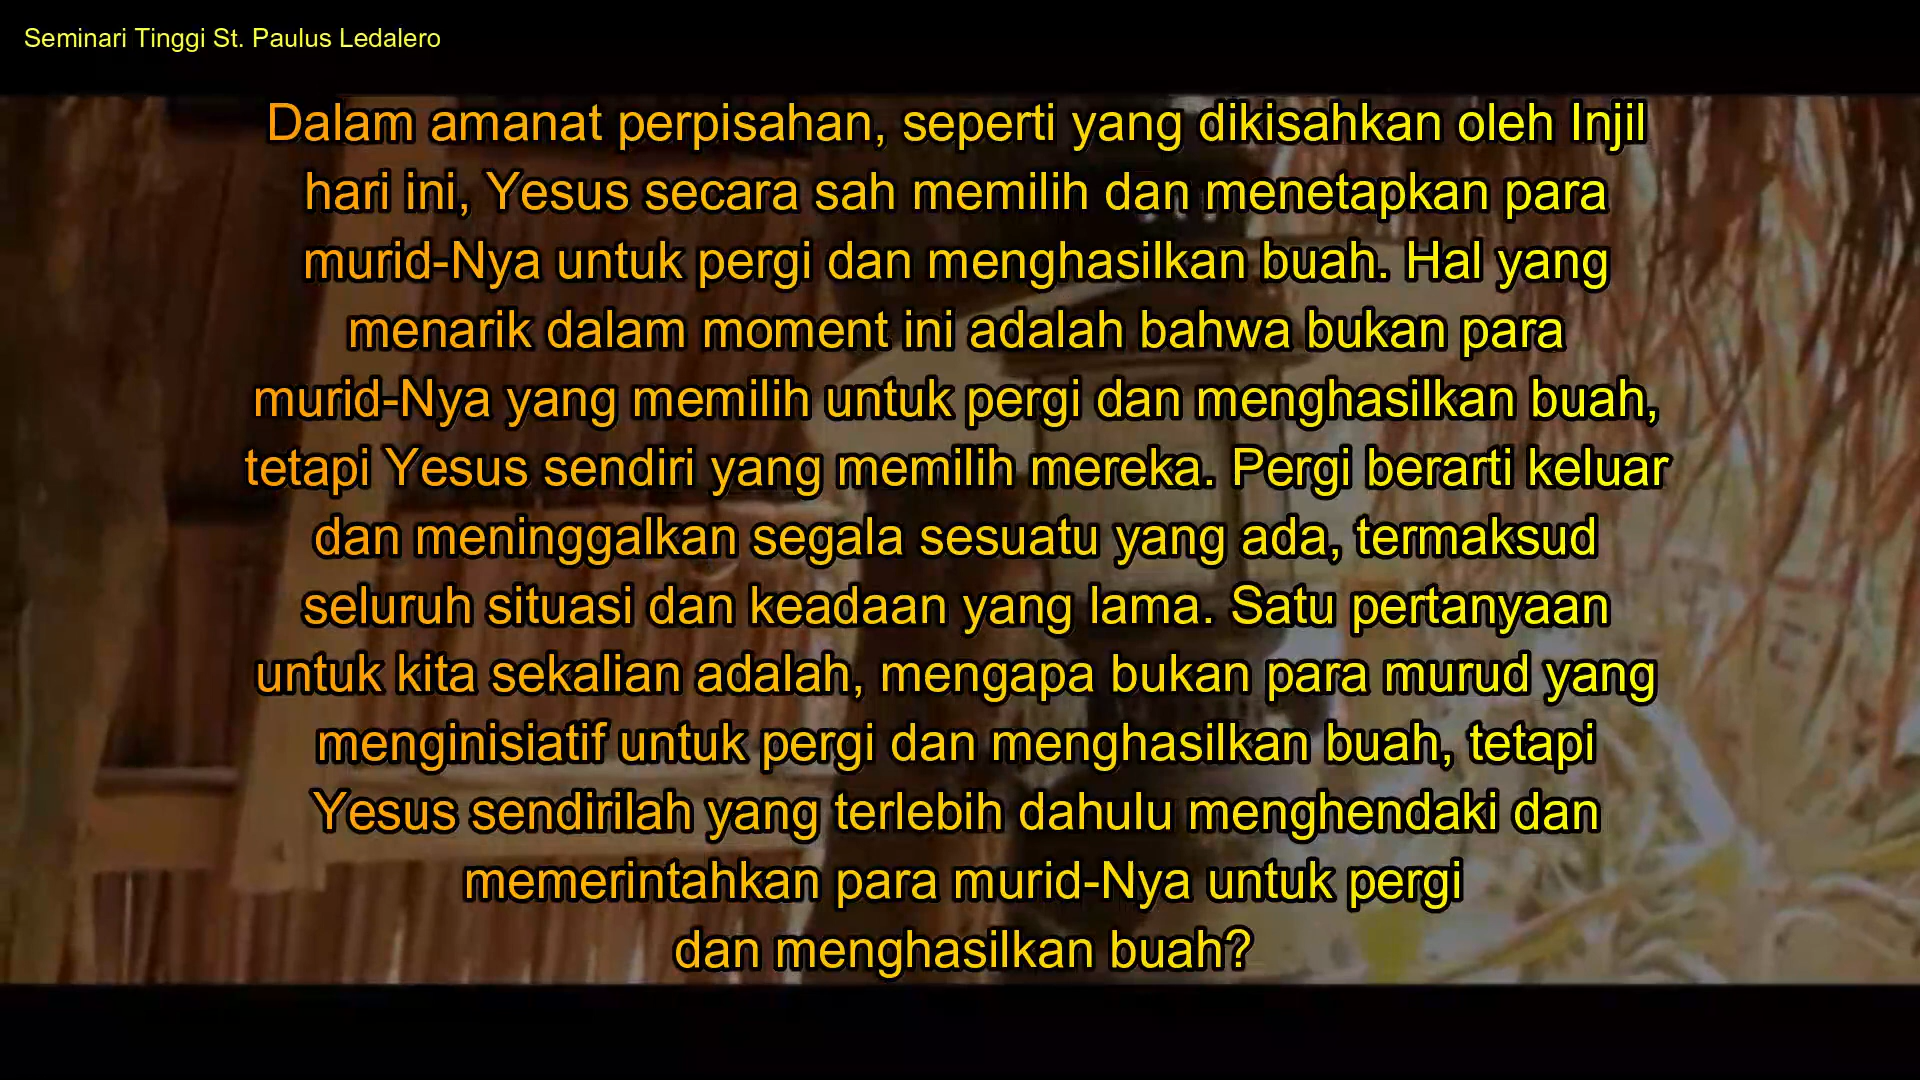 Seminari Tinggi St. Paulus Ledalero
Dalam amanat perpisahan, seperti yang dikisahkan oleh Injil
hari ini, Yesus secara sah memilih dan menetapkan para
murid-Nya untuk pergi dan menghasilkan buah. Hal yang
menarik dalam moment ini adalah bahwa bukan para
murid-Nya yang memilih untuk pergi dan menghasilkan buah,
tetapi Yesus sendiri yang memilih mereka. Pergi berarti keluar
dan meninggalkan segala sesuatu yang ada, termaksud
seluruh situasi dan keadaan yang lama. Satu pertanyaan
untuk kita sekalian adalah, mengapa bukan para murud yang
menginisiatif untuk pergi dan menghasilkan buah, tetapi
Yesus sendirilah yang terlebih dahulu menghendaki dan
memerintahkan para murid-Nya untuk pergi
dan menghasilkan buah?